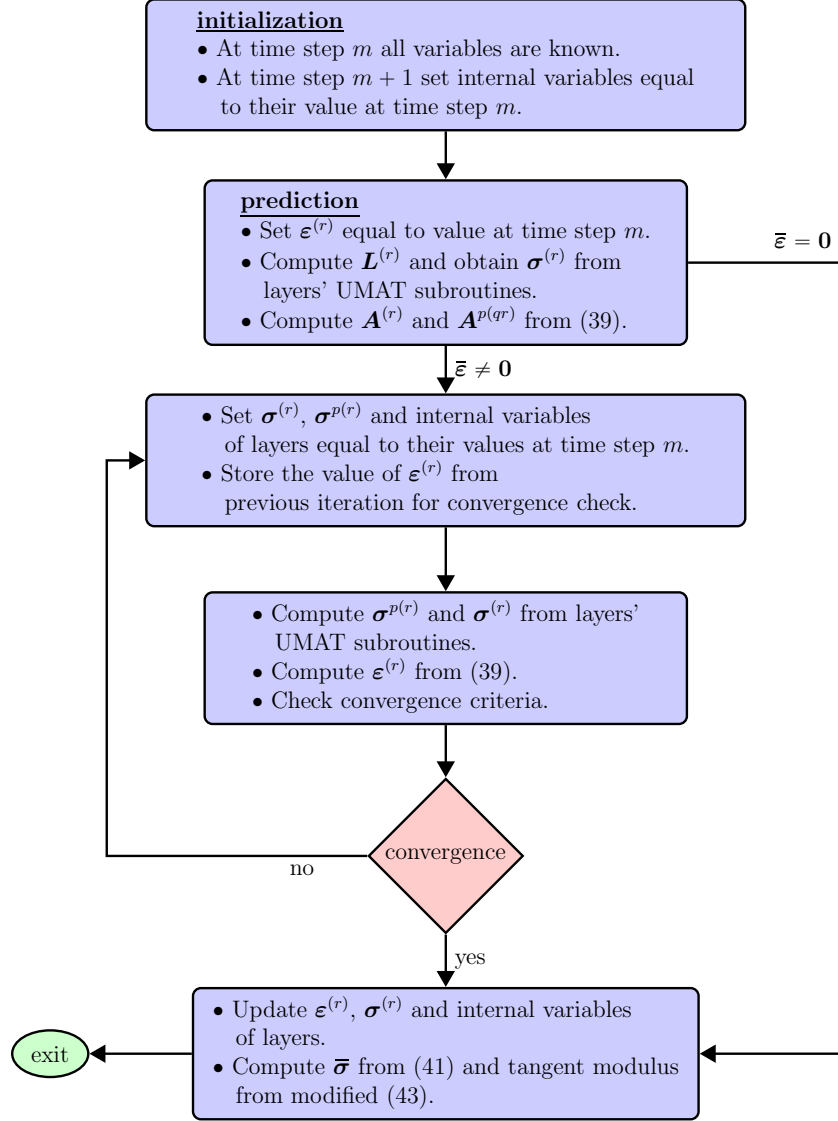 initialization
• At time step m all variables are known.
• At time step m + 1 set internal variables equal
to their value at time step m.
prediction
• Set ε^(r) equal to value at time step m.
• Compute L^(r) and obtain σ^(r) from
layers' UMAT subroutines.
• Compute A^(r) and A^p(qr) from (39).
ε̅ = 0
ε̅ ≠ 0
• Set σ^(r), σ^p(r) and internal variables
of layers equal to their values at time step m.
• Store the value of ε^(r) from
previous iteration for convergence check.
• Compute σ^p(r) and σ^(r) from layers'
UMAT subroutines.
• Compute ε^(r) from (39).
• Check convergence criteria.
convergence
no
yes
• Update ε^(r), σ^(r) and internal variables
of layers.
• Compute σ̅ from (41) and tangent modulus
from modified (43).
exit